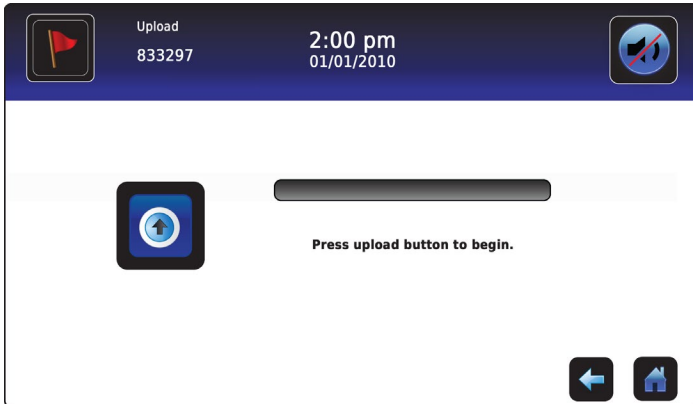 Upload
833297
2:00 pm
01/01/2010
Press upload button to begin.